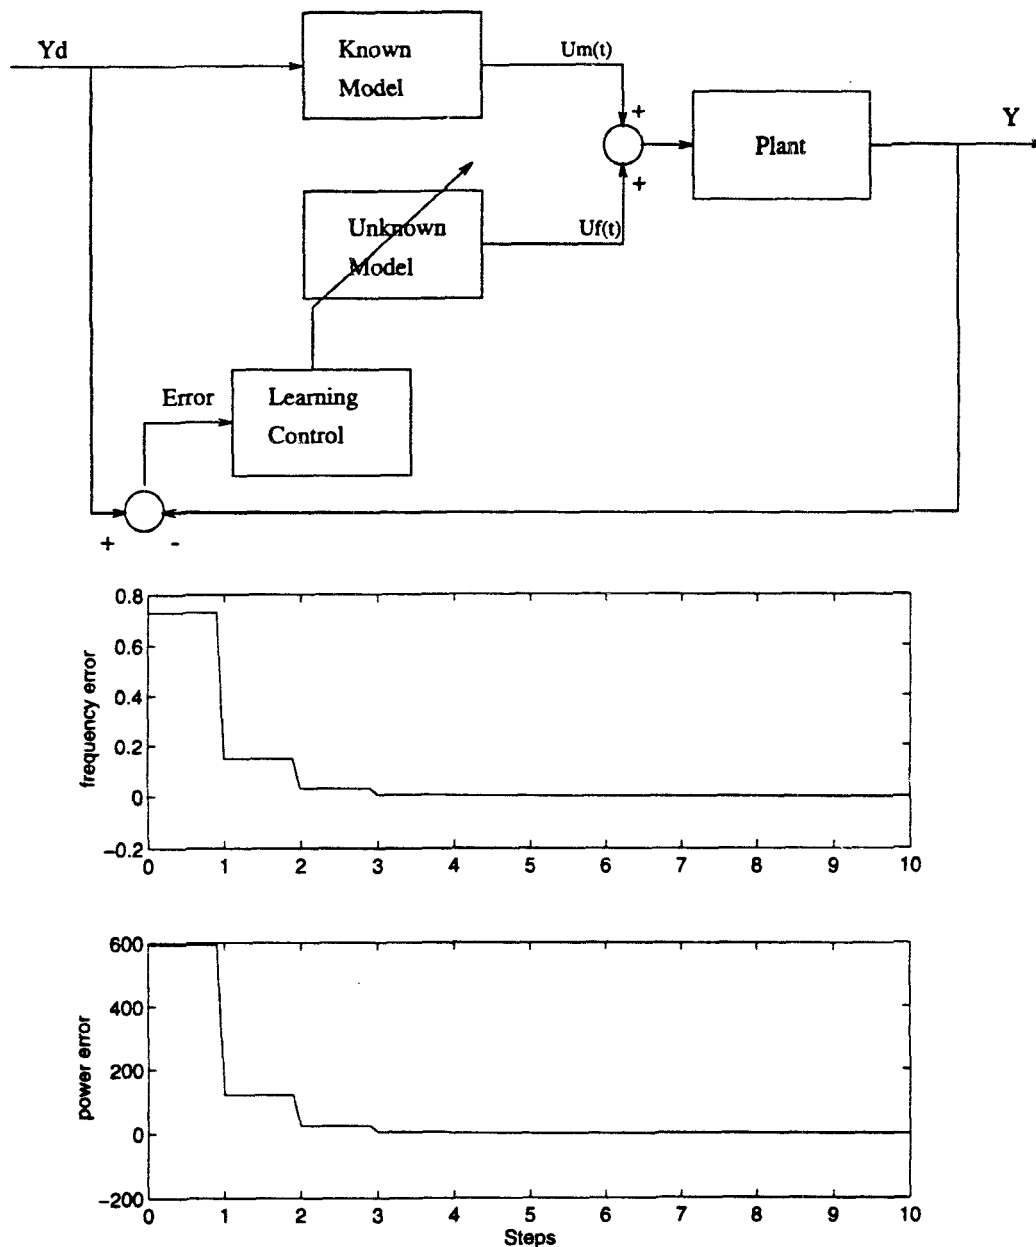 Yd
Known
Model
Um(t)
+
Plant
Y
+
Unknown
Model
Uf(t)
Error
Learning
Control
+
-
0.8
0.6
0.4
0.2
0
-0.2
frequency error
0 1 2 3 4 5 6 7 8 9 10
600
400
200
0
-200
power error
0 1 2 3 4 5 6 7 8 9 10
Steps